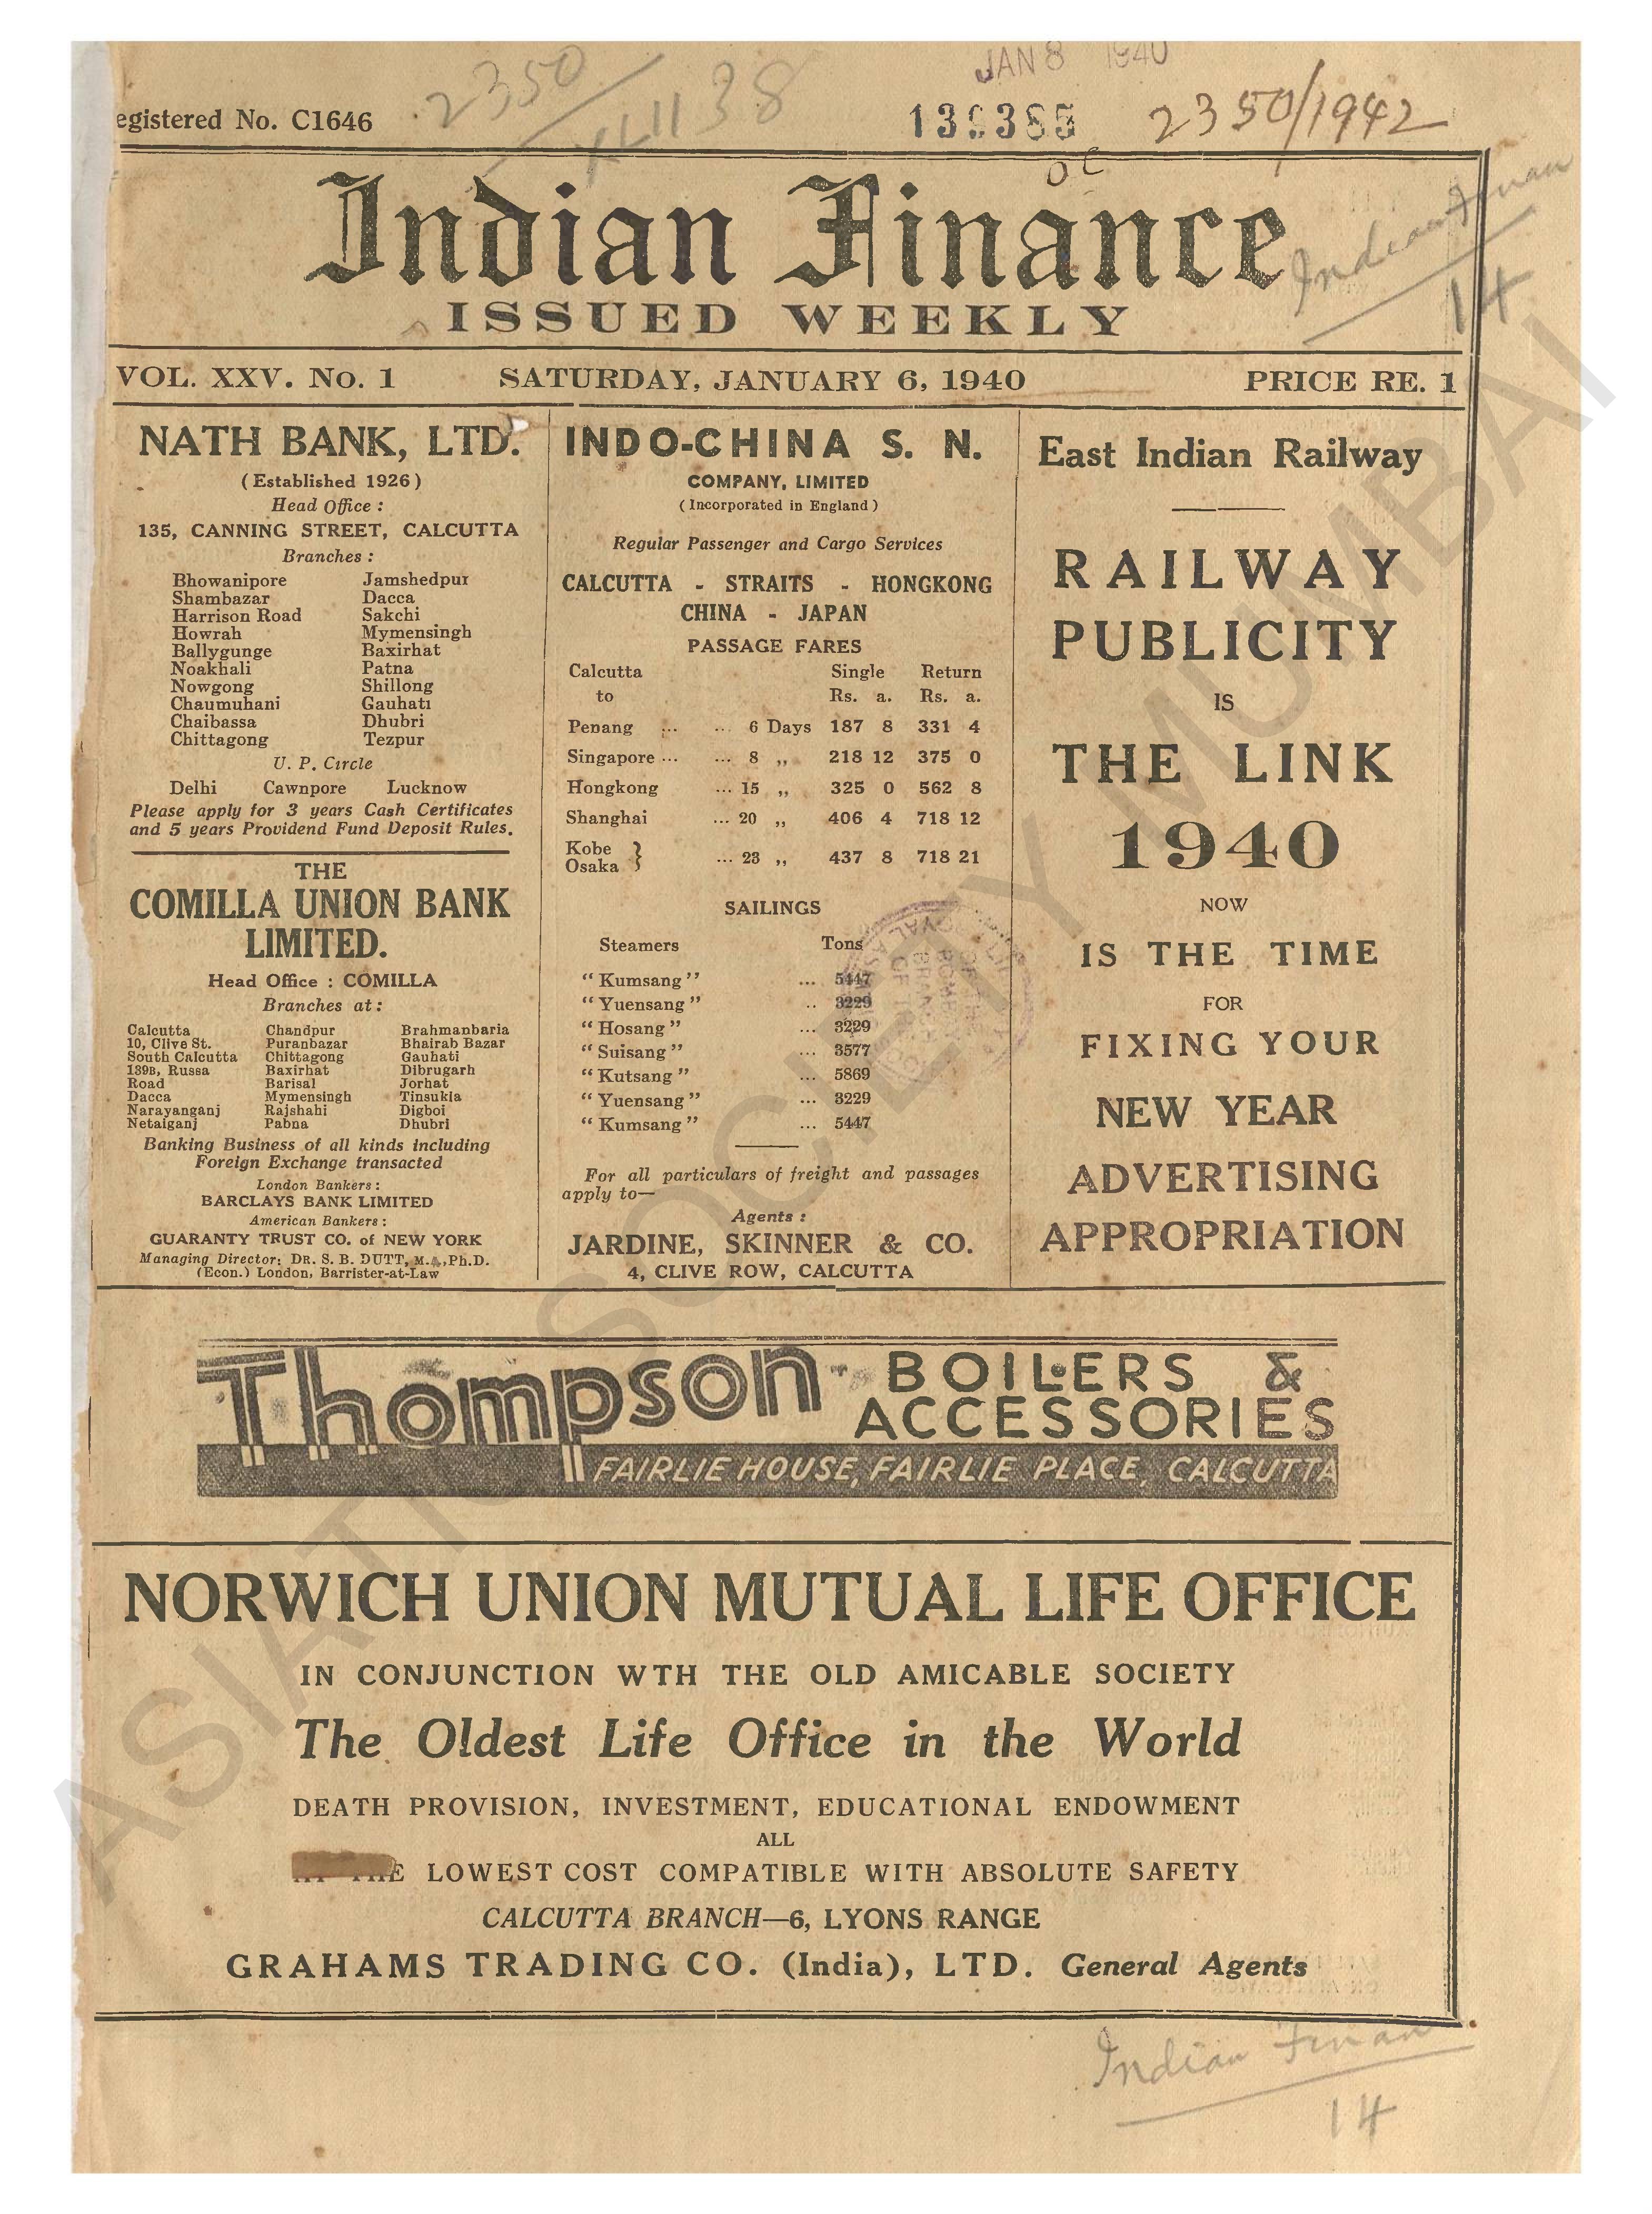 JAN 8 1940
2350
XL1138
egistered No. C1646
2350/1942
Indian Finance
ISSUED WEEKLY
14
VOL. XXV. No. 1 SATURDAY, JANUARY 6, 1940 PRICE RE. 1
NATH BANK, LTD.
(Established 1926)
Head Office :
135, CANNING STREET, CALCUTTA
Branches :
Bhowanipore Jamshedpur
Shambazar Dacca
Harrison Road Sakchi
Howrah Mymensingh
Ballygunge Baxirhat
Noakhali Patna
Nowgong Shillong
Chaumuhani Gauhati
Chaibassa Dhubri
Chittagong Tezpur
U. P. Circle
Delhi Cawnpore Lucknow
Please apply for 3 years Cash Certificates
and 5 years Providend Fund Deposit Rules.
THE
COMILLA UNION BANK
LIMITED.
Head Office : COMILLA
Branches at :
Calcutta Chandpur Brahmanbaria
10, Clive St. Puranbazar Bhairab Bazar
South Calcutta Chittagong Gauhati
139B, Russa Baxirhat Dibrugarh
Road Barisal Jorhat
Dacca Mymensingh Tinsukia
Narayanganj Rajshahi Digboi
Netaiganj Pabna Dhubri
Banking Business of all kinds including
Foreign Exchange transacted
London Bankers :
BARCLAYS BANK LIMITED
American Bankers :
GUARANTY TRUST CO. of NEW YORK
Managing Director: DR. S. B. DUTT, M.A., Ph.D.
(Econ.) London, Barrister-at-Law
INDO-CHINA S. N.
COMPANY, LIMITED
(Incorporated in England)
Regular Passenger and Cargo Services
CALCUTTA - STRAITS - HONGKONG
CHINA - JAPAN
PASSAGE FARES
Calcutta Single Return
to Rs. a. Rs. a.
Penang ... ... 6 Days 187 8 331 4
Singapore ... ... 8 ,, 218 12 375 0
Hongkong ... 15 ,, 325 0 562 8
Shanghai ... 20 ,, 406 4 718 12
Kobe
Osaka } ... 23 ,, 437 8 718 21
SAILINGS
Steamers Tons
“ Kumsang ” ... 5447
“ Yuensang ” .. 3229
“ Hosang ” ... 3229
“ Suisang ” ... 3577
“ Kutsang ” ... 5869
“ Yuensang ” ... 3229
“ Kumsang ” ... 5447
For all particulars of freight and passages
apply to—
Agents :
JARDINE, SKINNER & CO.
4, CLIVE ROW, CALCUTTA
East Indian Railway
RAILWAY
PUBLICITY
IS
THE LINK
1940
NOW
IS THE TIME
FOR
FIXING YOUR
NEW YEAR
ADVERTISING
APPROPRIATION
Thompson BOILERS &
ACCESSORIES
FAIRLIE HOUSE, FAIRLIE PLACE, CALCUTTA
NORWICH UNION MUTUAL LIFE OFFICE
IN CONJUNCTION WTH THE OLD AMICABLE SOCIETY
The Oldest Life Office in the World
DEATH PROVISION, INVESTMENT, EDUCATIONAL ENDOWMENT
ALL
LOWEST COST COMPATIBLE WITH ABSOLUTE SAFETY
CALCUTTA BRANCH—6, LYONS RANGE
GRAHAMS TRADING CO. (India), LTD. General Agents
Indian Finan
14
ASIATIC SOCIETY MUMBAI